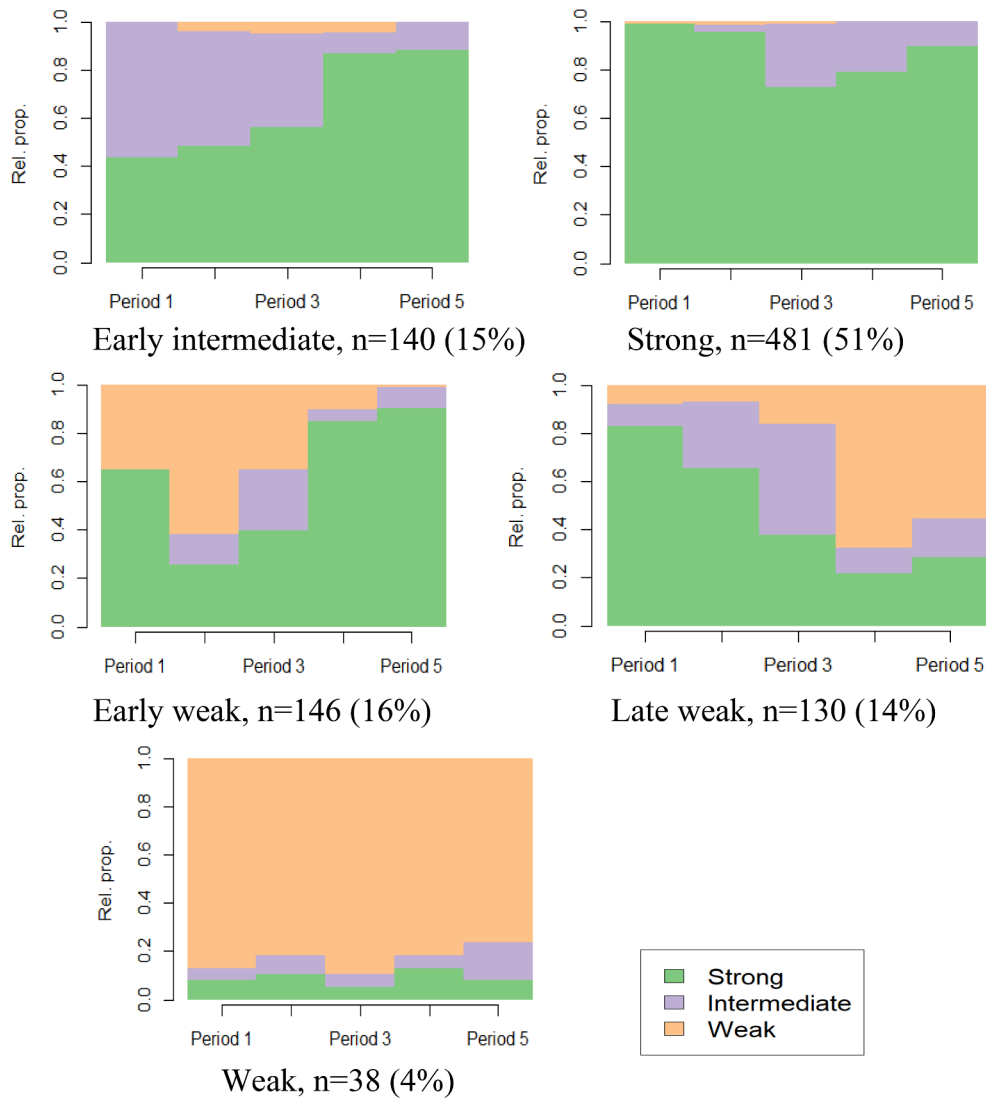 Rel. prop.
1.0
0.8
0.6
0.4
0.2
0.0
Period 1 Period 3 Period 5
Early intermediate, n=140 (15%)
Rel. prop.
1.0
0.8
0.6
0.4
0.2
0.0
Period 1 Period 3 Period 5
Strong, n=481 (51%)
Rel. prop.
1.0
0.8
0.6
0.4
0.2
0.0
Period 1 Period 3 Period 5
Early weak, n=146 (16%)
Rel. prop.
1.0
0.8
0.6
0.4
0.2
0.0
Period 1 Period 3 Period 5
Late weak, n=130 (14%)
Rel. prop.
1.0
0.8
0.6
0.4
0.2
0.0
Period 1 Period 3 Period 5
Weak, n=38 (4%)
Strong
Intermediate
Weak